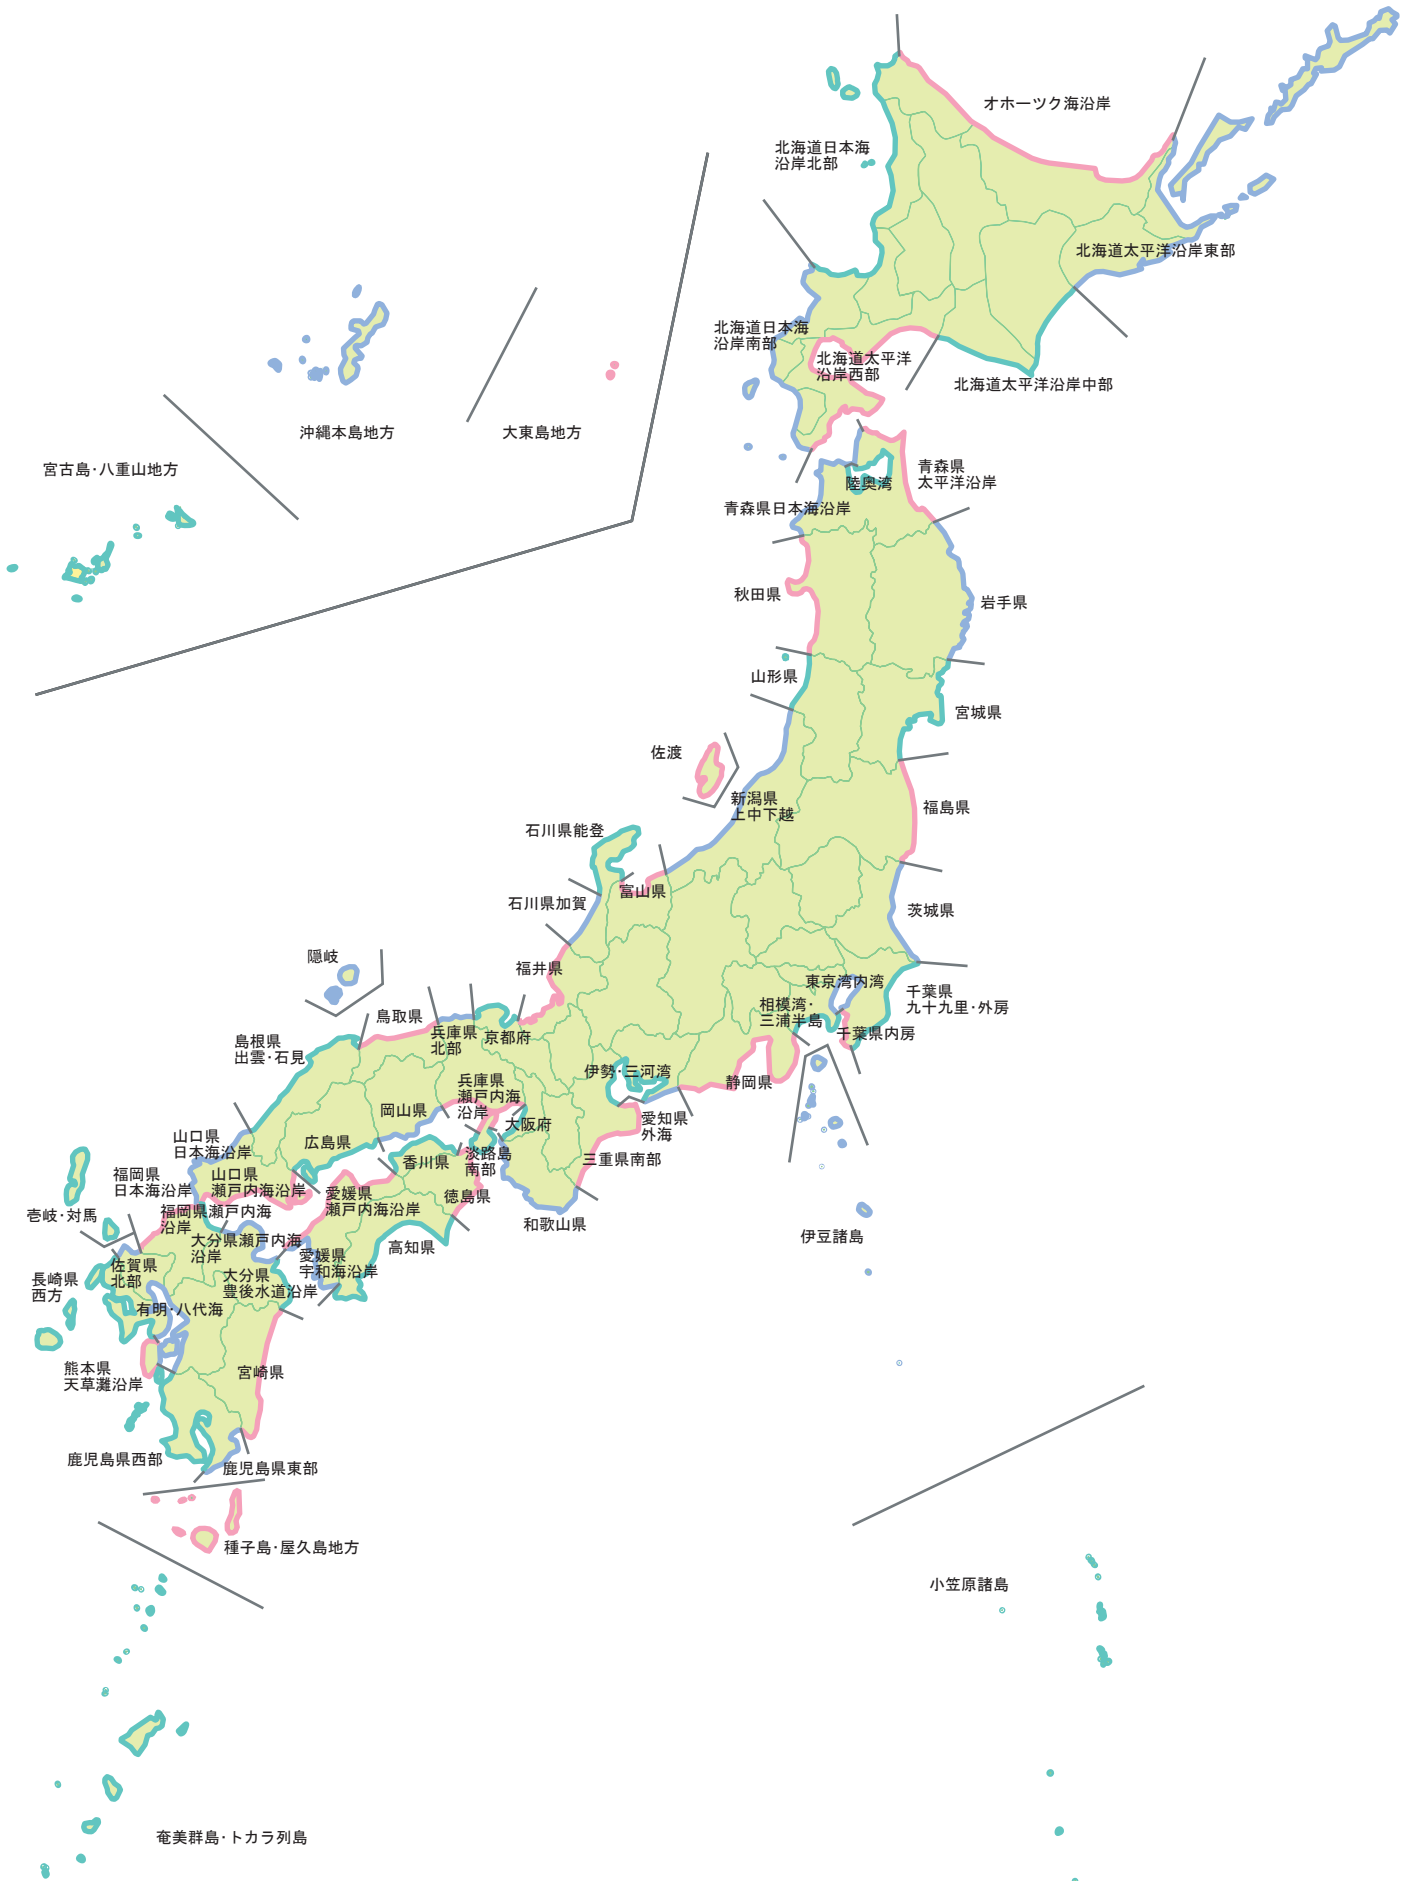 オホーツク海沿岸
北海道日本海
沿岸北部
北海道太平洋沿岸東部
北海道日本海
沿岸南部
北海道太平洋
沿岸西部
北海道太平洋沿岸中部
沖縄本島地方
大東島地方
宮古島・八重山地方
青森県
太平洋沿岸
陸奥湾
青森県日本海沿岸
秋田県
岩手県
山形県
宮城県
佐渡
新潟県
上中下越
福島県
石川県能登
富山県
石川県加賀
茨城県
隠岐
福井県
東京湾内湾
千葉県
九十九里・外房
相模湾・
三浦半島
千葉県内房
鳥取県
兵庫県
北部
京都府
島根県
出雲・石見
伊勢・三河湾
静岡県
兵庫県
瀬戸内海
沿岸
岡山県
大阪府
愛知県
外海
山口県
日本海沿岸
広島県
香川県
淡路島
南部
三重県南部
福岡県
日本海沿岸
山口県
瀬戸内海沿岸
愛媛県
瀬戸内海沿岸
徳島県
壱岐・対馬
福岡県瀬戸内海
沿岸
和歌山県
大分県瀬戸内海
沿岸
高知県
伊豆諸島
愛媛県
宇和海沿岸
佐賀県
北部
長崎県
西方
大分県
豊後水道沿岸
有明・八代海
熊本県
天草灘沿岸
宮崎県
鹿児島県西部
鹿児島県東部
種子島・屋久島地方
小笠原諸島
奄美群島・トカラ列島